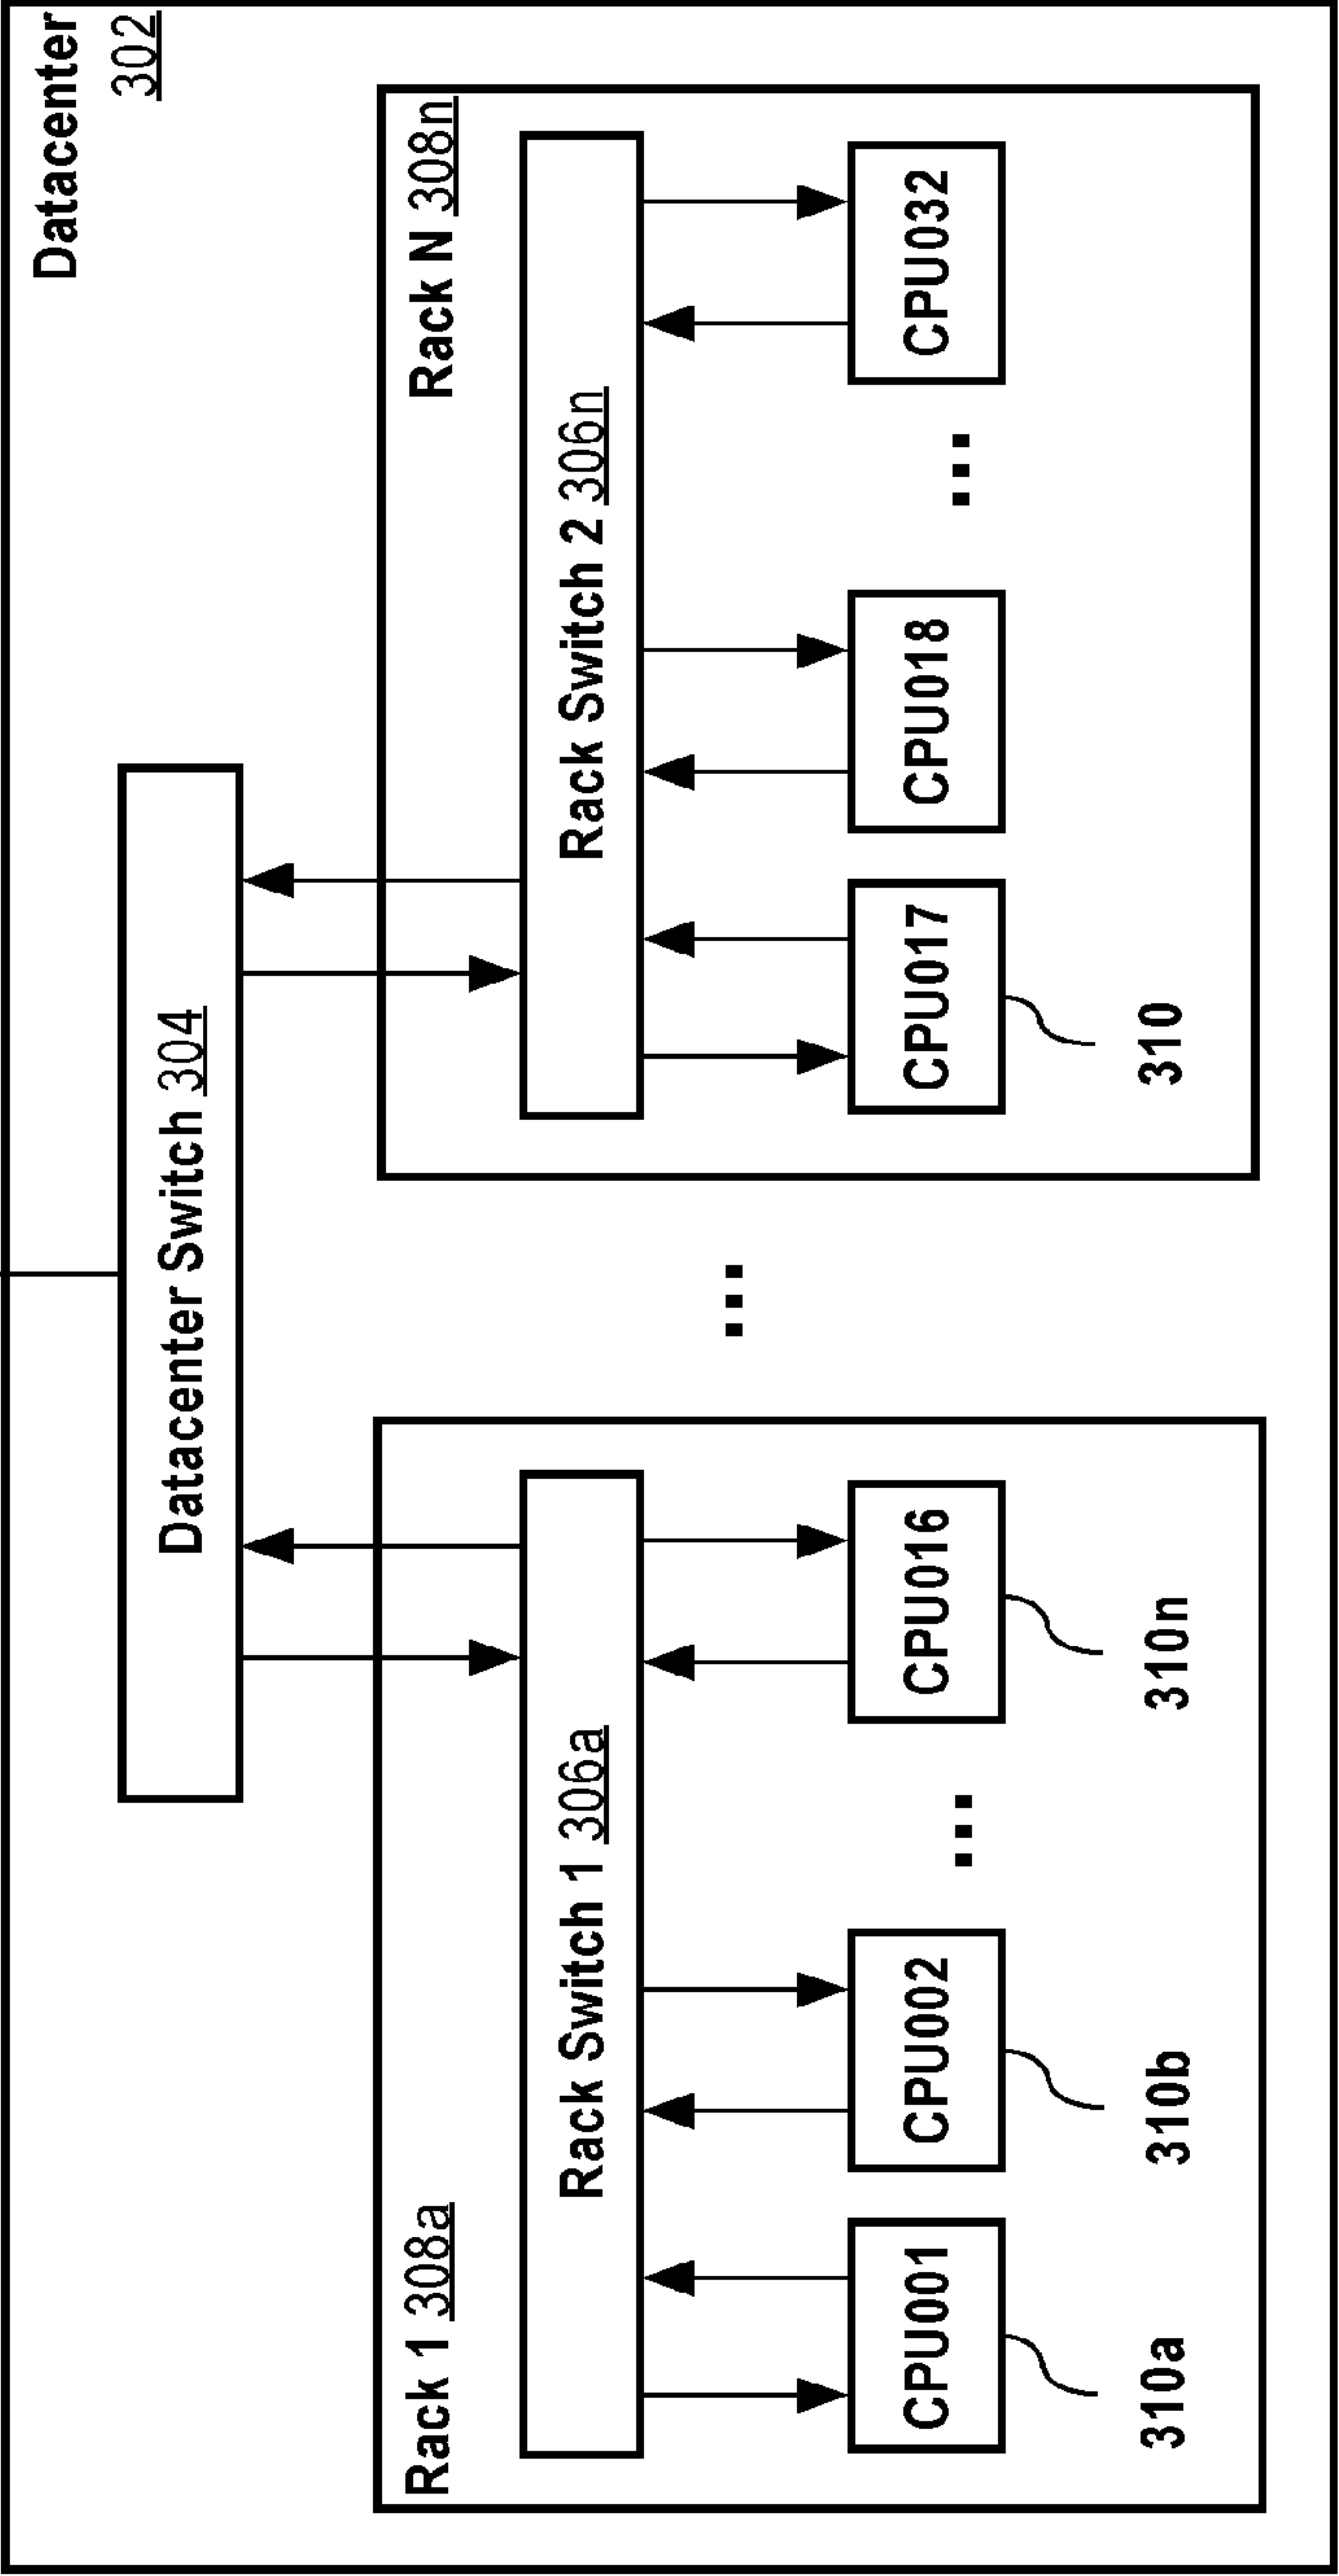 Datacenter
302
Datacenter Switch 304
Rack 1 308a
Rack Switch 1 306a
CPU001
CPU002
...
CPU016
310a
310b
310n
...
Rack N 308n
Rack Switch 2 306n
CPU017
CPU018
...
CPU032
310